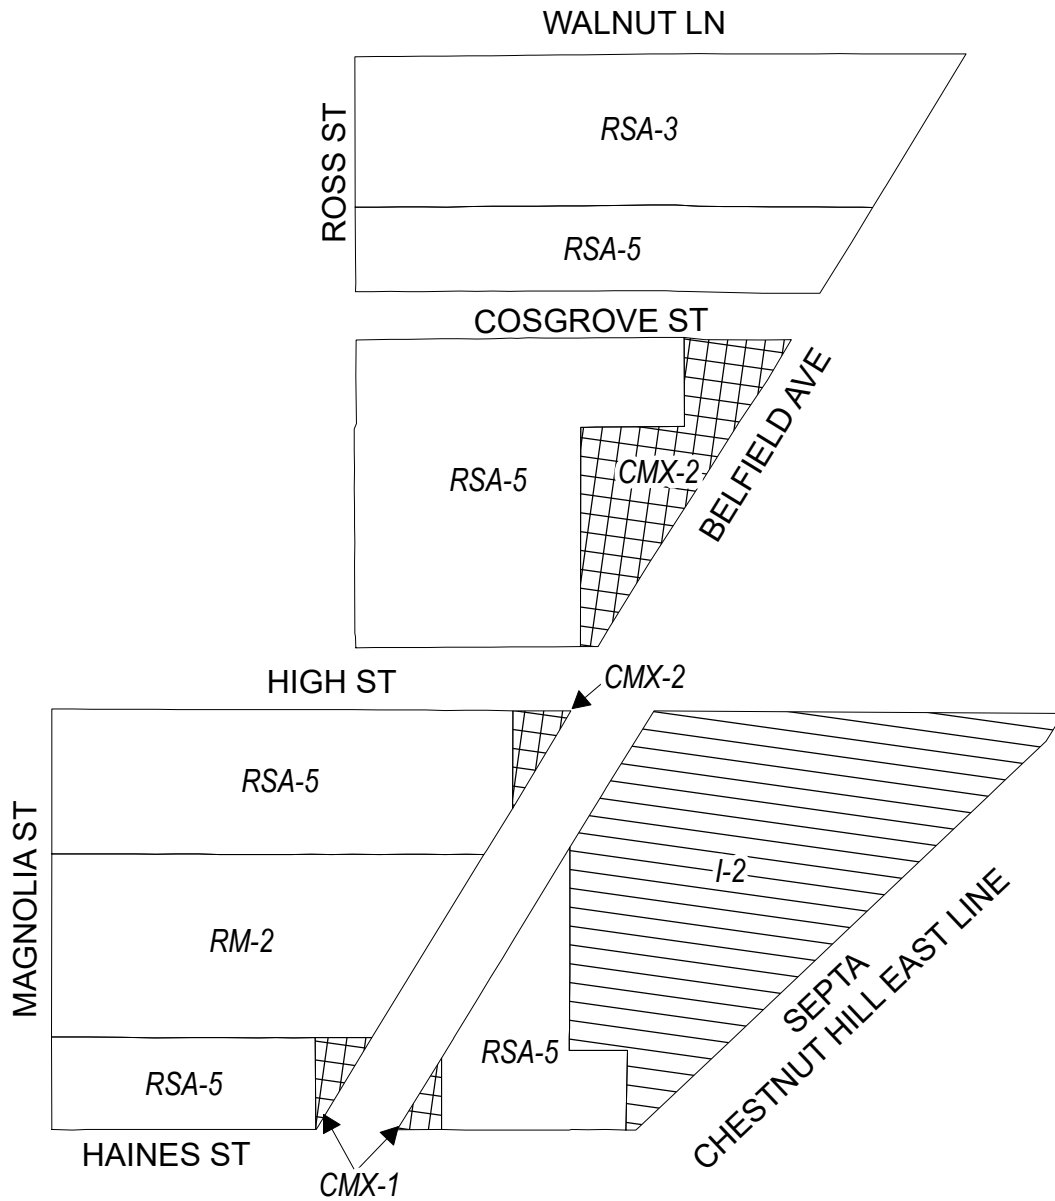 WALNUT LN
ROSS ST
RSA-3
RSA-5
COSGROVE ST
BELFIELD AVE
RSA-5
CMX-2
HIGH ST
CMX-2
MAGNOLIA ST
RSA-5
I-2
RM-2
SEPTA
CHESTNUT HILL EAST LINE
RSA-5
RSA-5
HAINES ST
CMX-1